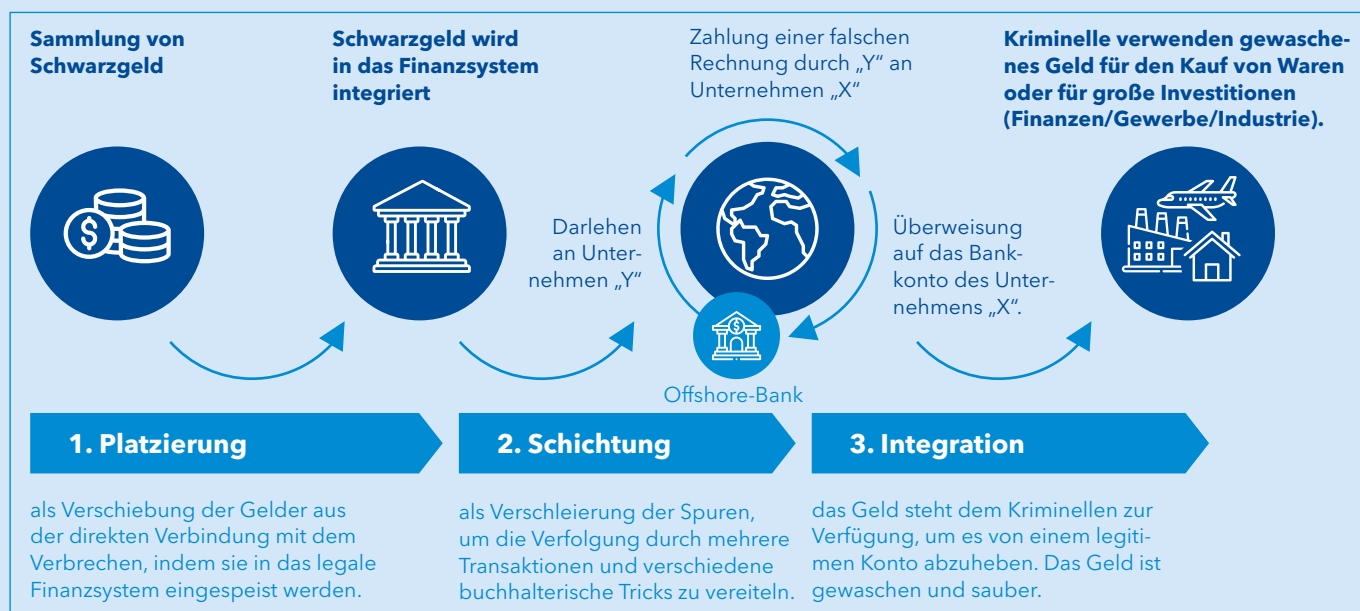 Sammlung von
Schwarzgeld
Schwarzgeld wird
in das Finanzsystem
integriert
Zahlung einer falschen
Rechnung durch „Y“ an
Unternehmen „X“
Kriminelle verwenden gewasche-
nes Geld für den Kauf von Waren
oder für große Investitionen
(Finanzen/Gewerbe/Industrie).
$
Darlehen
an Unter-
nehmen „Y“
Überweisung
auf das Bank-
konto des Unter-
nehmens „X“.
$
Offshore-Bank
1. Platzierung
2. Schichtung
3. Integration
als Verschiebung der Gelder aus
der direkten Verbindung mit dem
Verbrechen, indem sie in das legale
Finanzsystem eingespeist werden.
als Verschleierung der Spuren,
um die Verfolgung durch mehrere
Transaktionen und verschiedene
buchhalterische Tricks zu vereiteln.
das Geld steht dem Kriminellen zur
Verfügung, um es von einem legiti-
men Konto abzuheben. Das Geld ist
gewaschen und sauber.